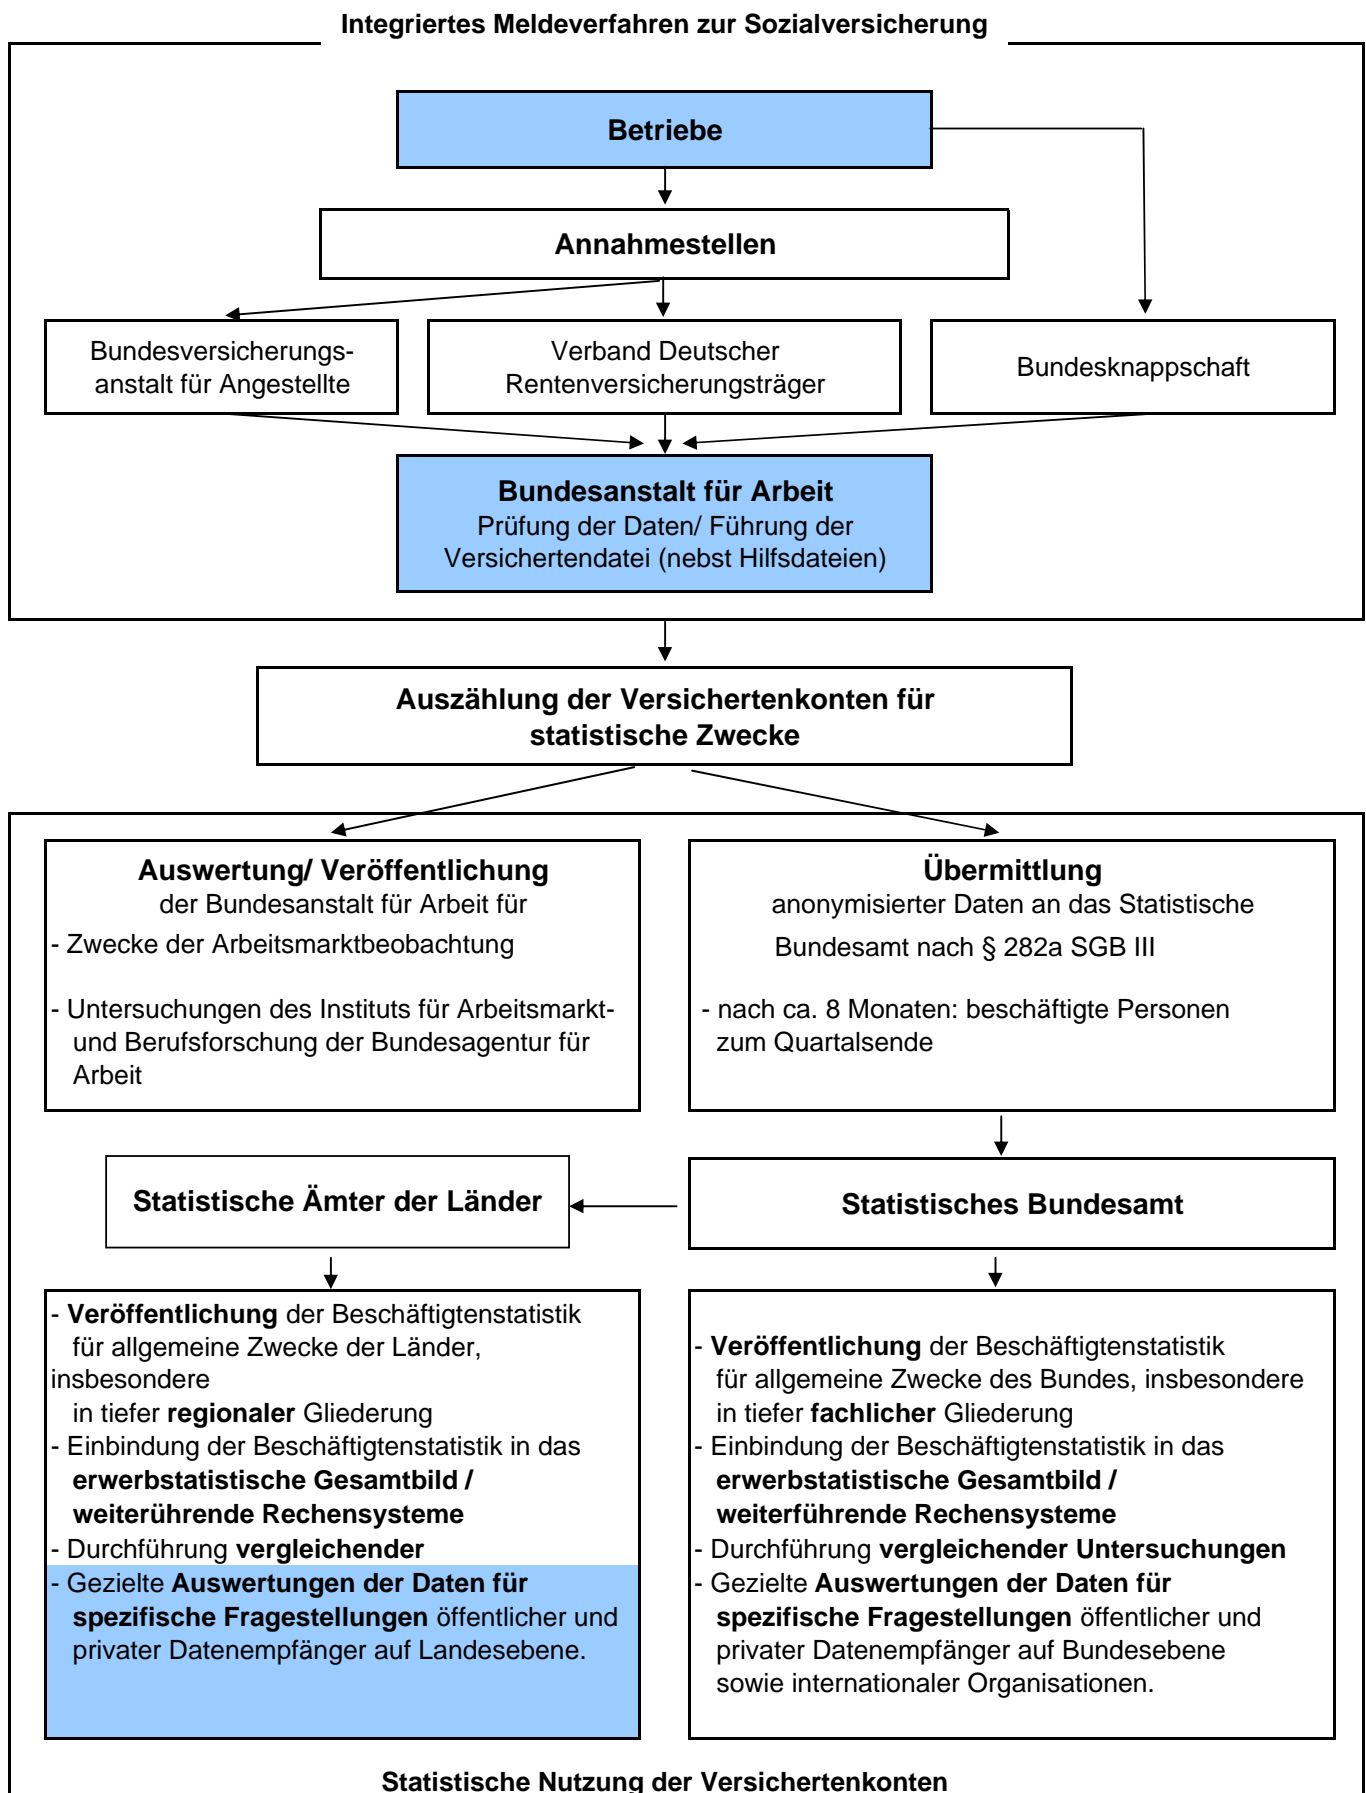 Integriertes Meldeverfahren zur Sozialversicherung
Betriebe
Annahmestellen
Bundesversicherungs-
anstalt für Angestellte
Verband Deutscher
Rentenversicherungsträger
Bundesknappschaft
Bundesanstalt für Arbeit
Prüfung der Daten/ Führung der
Versichertendatei (nebst Hilfsdateien)
Auszählung der Versichertenkonten für
statistische Zwecke
Auswertung/ Veröffentlichung
der Bundesanstalt für Arbeit für
- Zwecke der Arbeitsmarktbeobachtung
- Untersuchungen des Instituts für Arbeitsmarkt-
und Berufsforschung der Bundesagentur für
Arbeit
Übermittlung
anonymisierter Daten an das Statistische
Bundesamt nach § 282a SGB III
- nach ca. 8 Monaten: beschäftigte Personen
zum Quartalsende
Statistische Ämter der Länder
Statistisches Bundesamt
- Veröffentlichung der Beschäftigtenstatistik
für allgemeine Zwecke der Länder,
insbesondere
in tiefer regionaler Gliederung
- Einbindung der Beschäftigtenstatistik in das
erwerbstatistische Gesamtbild /
weiterührende Rechensysteme
- Durchführung vergleichender
- Gezielte Auswertungen der Daten für
spezifische Fragestellungen öffentlicher und
privater Datenempfänger auf Landesebene.
- Veröffentlichung der Beschäftigtenstatistik
für allgemeine Zwecke des Bundes, insbesondere
in tiefer fachlicher Gliederung
- Einbindung der Beschäftigtenstatistik in das
erwerbstatistische Gesamtbild /
weiterführende Rechensysteme
- Durchführung vergleichender Untersuchungen
- Gezielte Auswertungen der Daten für
spezifische Fragestellungen öffentlicher und
privater Datenempfänger auf Bundesebene
sowie internationaler Organisationen.
Statistische Nutzung der Versichertenkonten